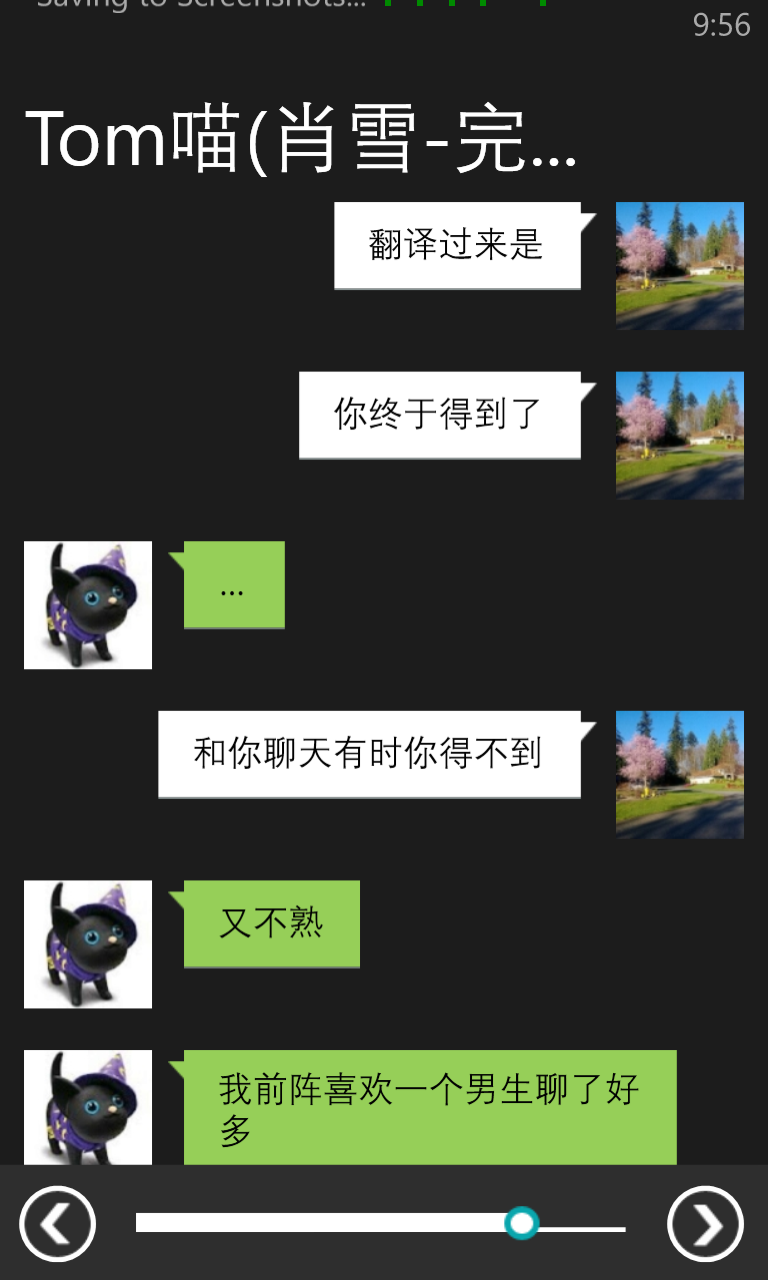 Saving to Screenshots...
9:56
Tom喵(肖雪-完...
翻译过来是
你终于得到了
...
和你聊天有时你得不到
又不熟
我前阵喜欢一个男生聊了好
多